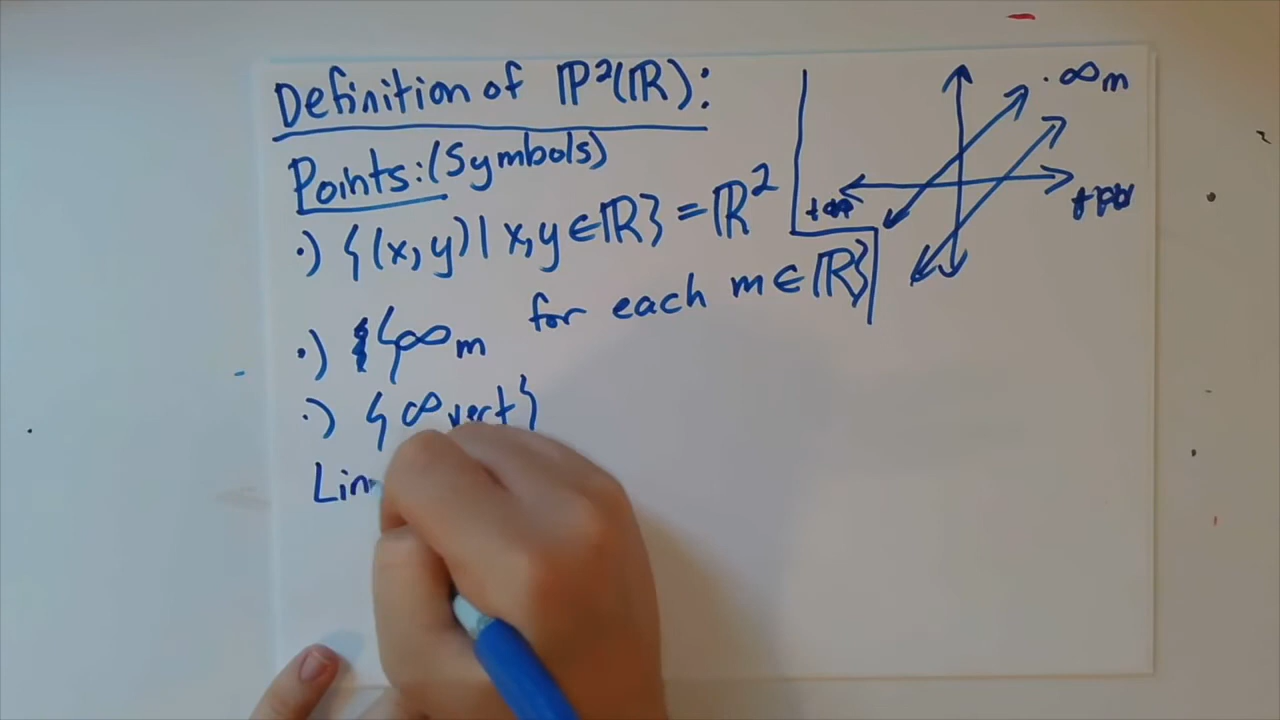 Definition of ℙ²(ℝ):
Points: (Symbols)
·) {(x, y) | x, y ∈ ℝ} = ℝ²
·) {∞m for each m ∈ ℝ}
·) {∞vert}
Lin
·∞m